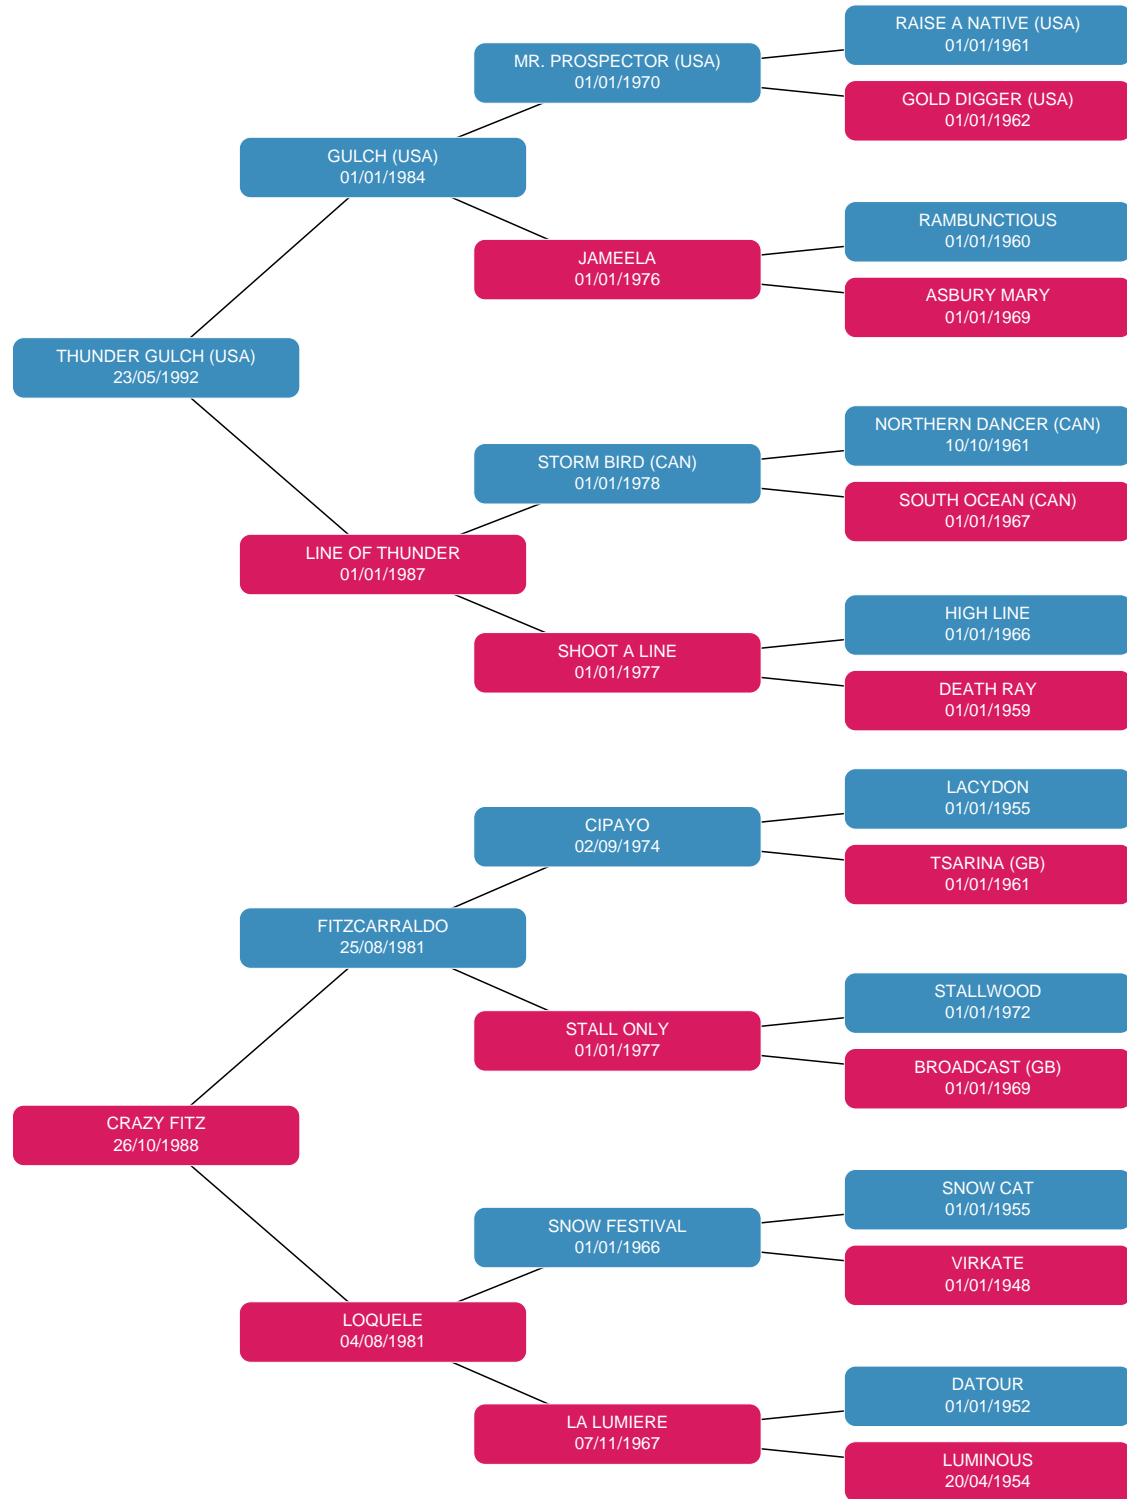 RAISE A NATIVE (USA)
01/01/1961
MR. PROSPECTOR (USA)
01/01/1970
GOLD DIGGER (USA)
01/01/1962
GULCH (USA)
01/01/1984
RAMBUNCTIOUS
01/01/1960
JAMEELA
01/01/1976
ASBURY MARY
01/01/1969
THUNDER GULCH (USA)
23/05/1992
NORTHERN DANCER (CAN)
10/10/1961
STORM BIRD (CAN)
01/01/1978
SOUTH OCEAN (CAN)
01/01/1967
LINE OF THUNDER
01/01/1987
HIGH LINE
01/01/1966
SHOOT A LINE
01/01/1977
DEATH RAY
01/01/1959
LACYDON
01/01/1955
CIPAYO
02/09/1974
TSARINA (GB)
01/01/1961
FITZCARRALDO
25/08/1981
STALLWOOD
01/01/1972
STALL ONLY
01/01/1977
BROADCAST (GB)
01/01/1969
CRAZY FITZ
26/10/1988
SNOW CAT
01/01/1955
SNOW FESTIVAL
01/01/1966
VIRKATE
01/01/1948
LOQUELE
04/08/1981
DATOUR
01/01/1952
LA LUMIERE
07/11/1967
LUMINOUS
20/04/1954